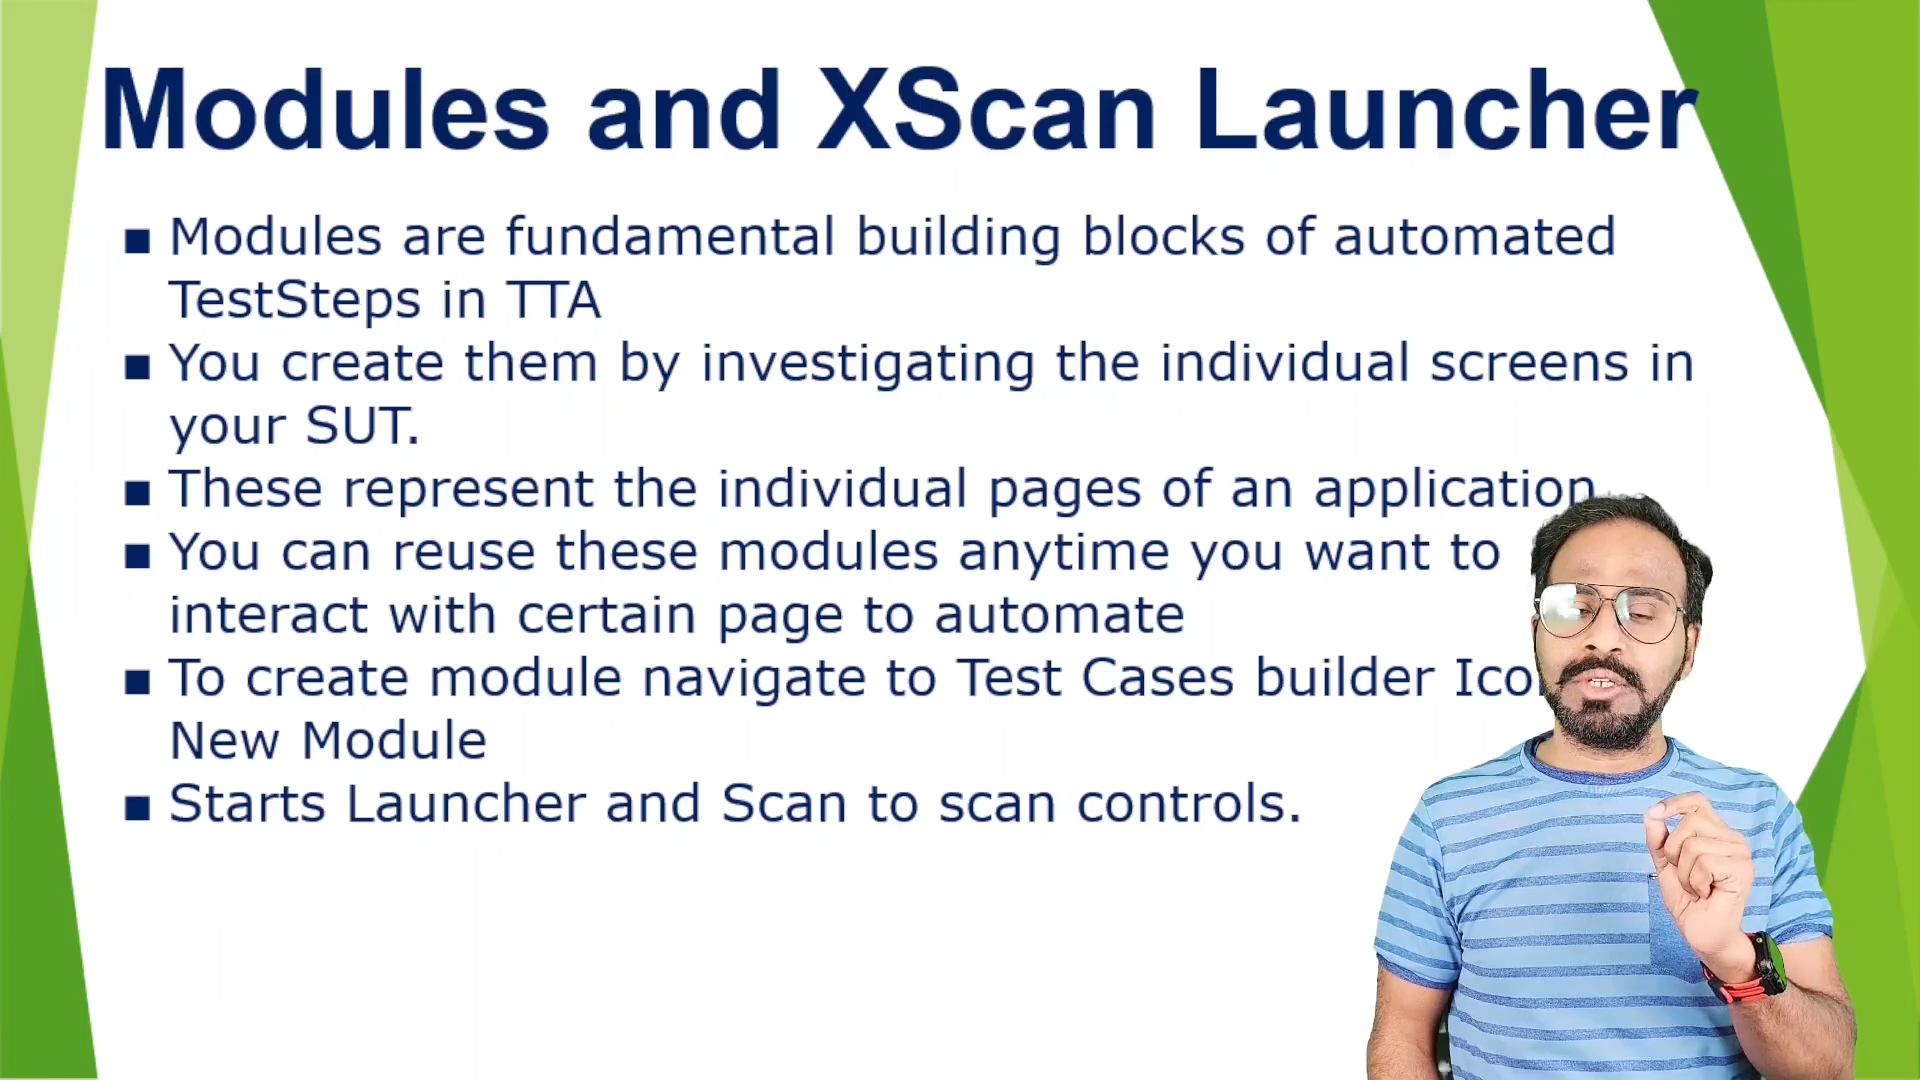 Modules and XScan Launcher
■ Modules are fundamental building blocks of automated
TestSteps in TTA
■ You create them by investigating the individual screens in
your SUT.
■ These represent the individual pages of an application
■ You can reuse these modules anytime you want to
interact with certain page to automate
■ To create module navigate to Test Cases builder
New Module
■ Starts Launcher and Scan to scan controls.